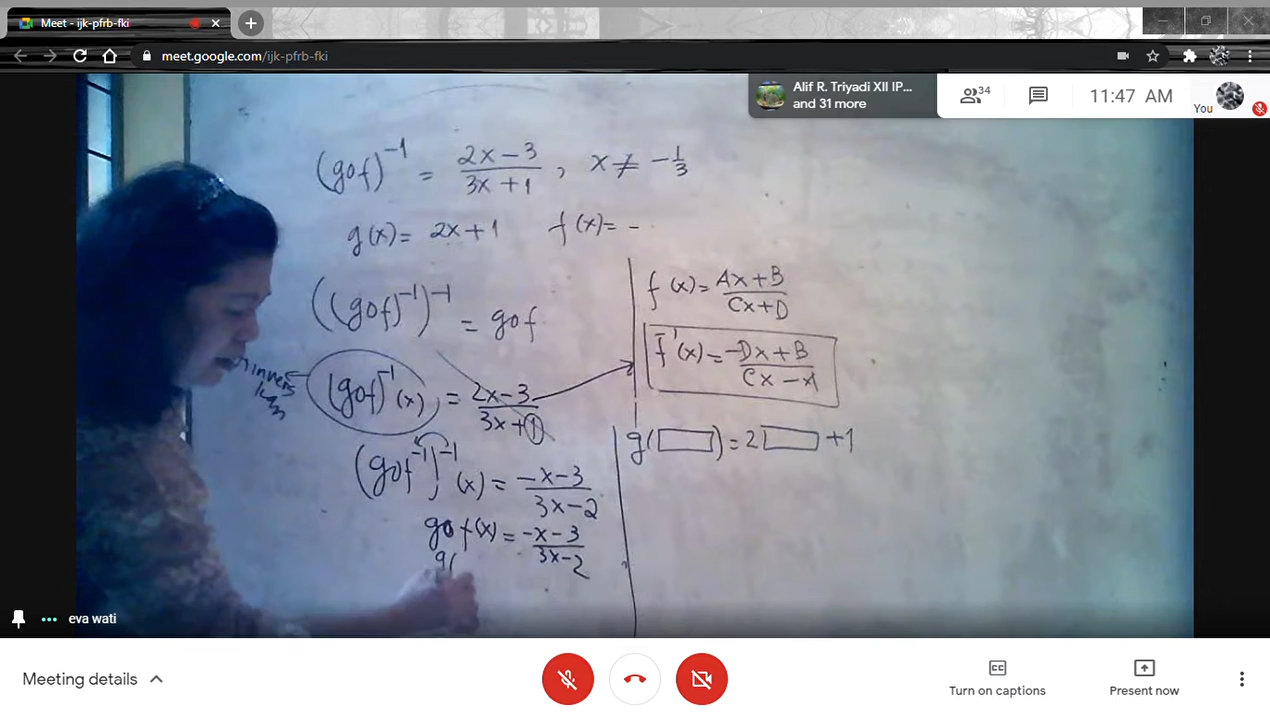 Meet - ijk-pfrb-fki
meet.google.com/ijk-pfrb-fki
Alif R. Triyadi XII IP...
and 31 more
34
11:47 AM
You
(gof)⁻¹ = (2x-3)/(3x+1), x ≠ -1/3
g(x) = 2x+1 f(x) = -
((gof)⁻¹)⁻¹ = gof
(gof)⁻¹(x) = (2x-3)/(3x+1)
(gof⁻¹)⁻¹(x) = (-x-3)/(3x-2)
gof(x) = (-x-3)/(3x-2)
g(
f(x) = (Ax+B)/(Cx+D)
f⁻¹(x) = (-Dx+B)/(Cx-A)
g(□) = 2□+1
eva wati
Meeting details
Turn on captions
Present now